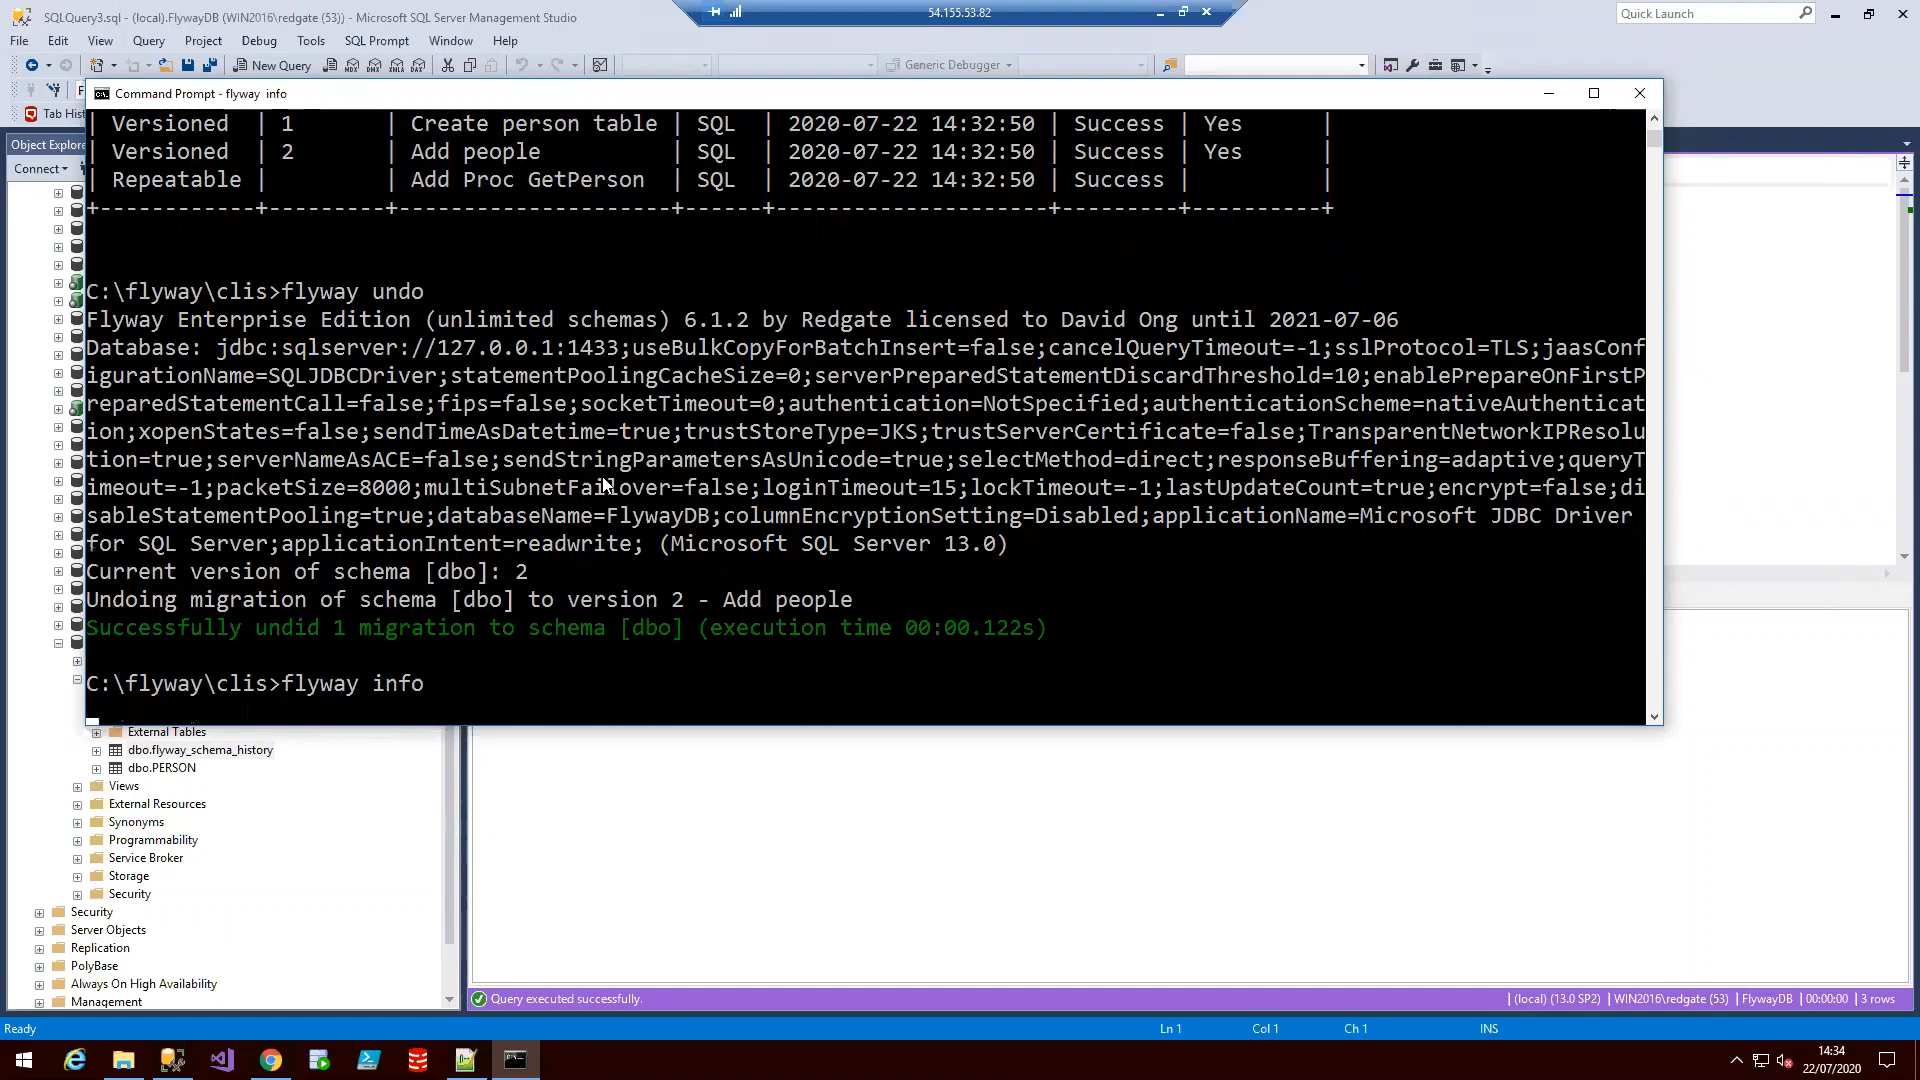 SQLQuery3.sql - (local).FlywayDB (WIN2016\redgate (53)) - Microsoft SQL Server Management Studio
54.155.53.82
Quick Launch
File Edit View Query Project Debug Tools SQL Prompt Window Help
New Query
Generic Debugger
Command Prompt - flyway  info
Tab Hist
Object Explore
Connect
| Versioned  | 1       | Create person table | SQL  | 2020-07-22 14:32:50 | Success | Yes      |
| Versioned  | 2       | Add people          | SQL  | 2020-07-22 14:32:50 | Success | Yes      |
| Repeatable |         | Add Proc GetPerson  | SQL  | 2020-07-22 14:32:50 | Success |          |
+------------+---------+---------------------+------+---------------------+---------+----------+
C:\flyway\clis>flyway undo
Flyway Enterprise Edition (unlimited schemas) 6.1.2 by Redgate licensed to David Ong until 2021-07-06
Database: jdbc:sqlserver://127.0.0.1:1433;useBulkCopyForBatchInsert=false;cancelQueryTimeout=-1;sslProtocol=TLS;jaasConf
igurationName=SQLJDBCDriver;statementPoolingCacheSize=0;serverPreparedStatementDiscardThreshold=10;enablePrepareOnFirstP
reparedStatementCall=false;fips=false;socketTimeout=0;authentication=NotSpecified;authenticationScheme=nativeAuthenticat
ion;xopenStates=false;sendTimeAsDatetime=true;trustStoreType=JKS;trustServerCertificate=false;TransparentNetworkIPResolu
tion=true;serverNameAsACE=false;sendStringParametersAsUnicode=true;selectMethod=direct;responseBuffering=adaptive;queryT
imeout=-1;packetSize=8000;multiSubnetFailover=false;loginTimeout=15;lockTimeout=-1;lastUpdateCount=true;encrypt=false;di
sableStatementPooling=true;databaseName=FlywayDB;columnEncryptionSetting=Disabled;applicationName=Microsoft JDBC Driver
for SQL Server;applicationIntent=readwrite; (Microsoft SQL Server 13.0)
Current version of schema [dbo]: 2
Undoing migration of schema [dbo] to version 2 - Add people
Successfully undid 1 migration to schema [dbo] (execution time 00:00.122s)
C:\flyway\clis>flyway info
External Tables
dbo.flyway_schema_history
dbo.PERSON
Views
External Resources
Synonyms
Programmability
Service Broker
Storage
Security
Security
Server Objects
Replication
PolyBase
Always On High Availability
Management
Query executed successfully.
(local) (13.0 SP2) | WIN2016\redgate (53) | FlywayDB | 00:00:00 | 3 rows
Ready
Ln 1 Col 1 Ch 1 INS
14:34
22/07/2020